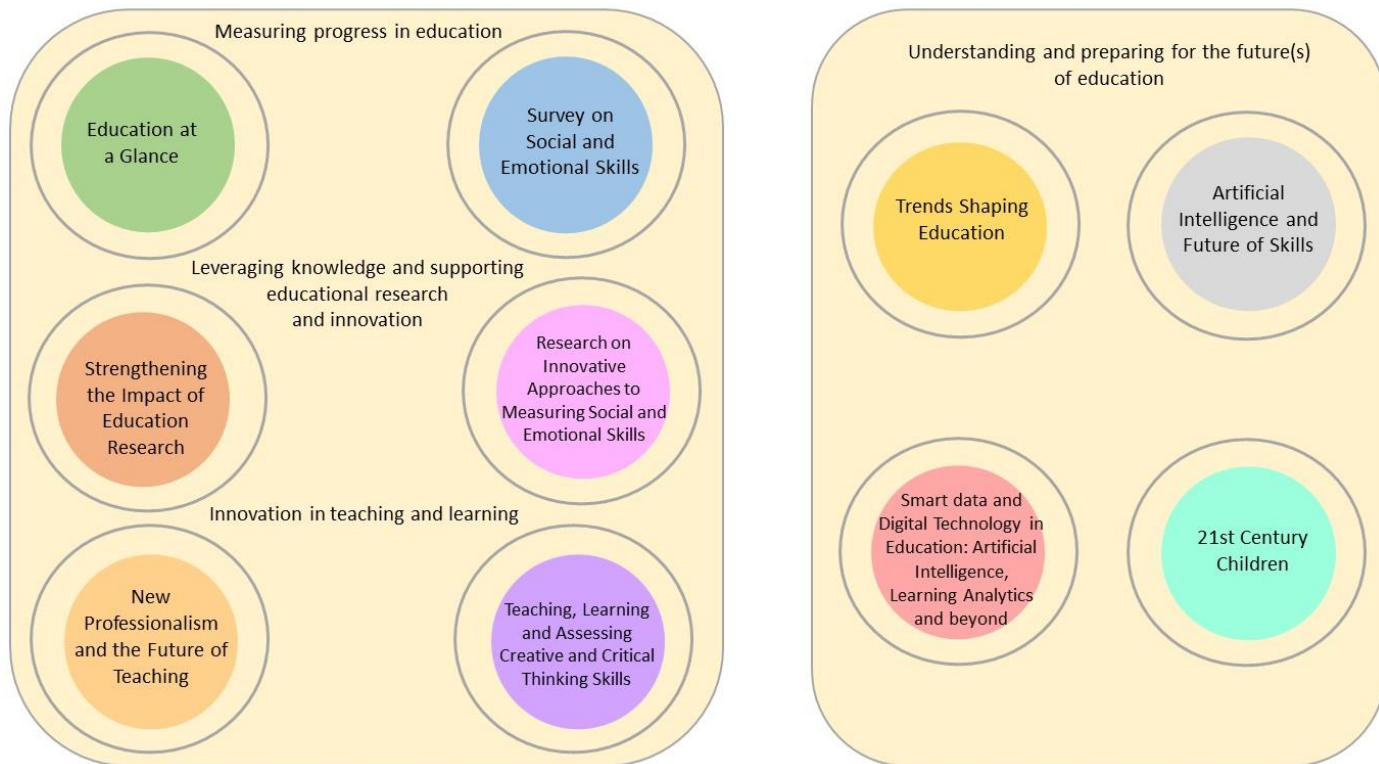 Measuring progress in education
Education at
a Glance
Survey on
Social and
Emotional Skills
Leveraging knowledge and supporting
educational research
and innovation
Strengthening
the Impact of
Education
Research
Research on
Innovative
Approaches to
Measuring Social and
Emotional Skills
Innovation in teaching and learning
New
Professionalism
and the Future of
Teaching
Teaching, Learning
and Assessing
Creative and Critical
Thinking Skills
Understanding and preparing for the future(s)
of education
Trends Shaping
Education
Artificial
Intelligence and
Future of Skills
Smart data and
Digital Technology in
Education: Artificial
Intelligence,
Learning Analytics
and beyond
21st Century
Children